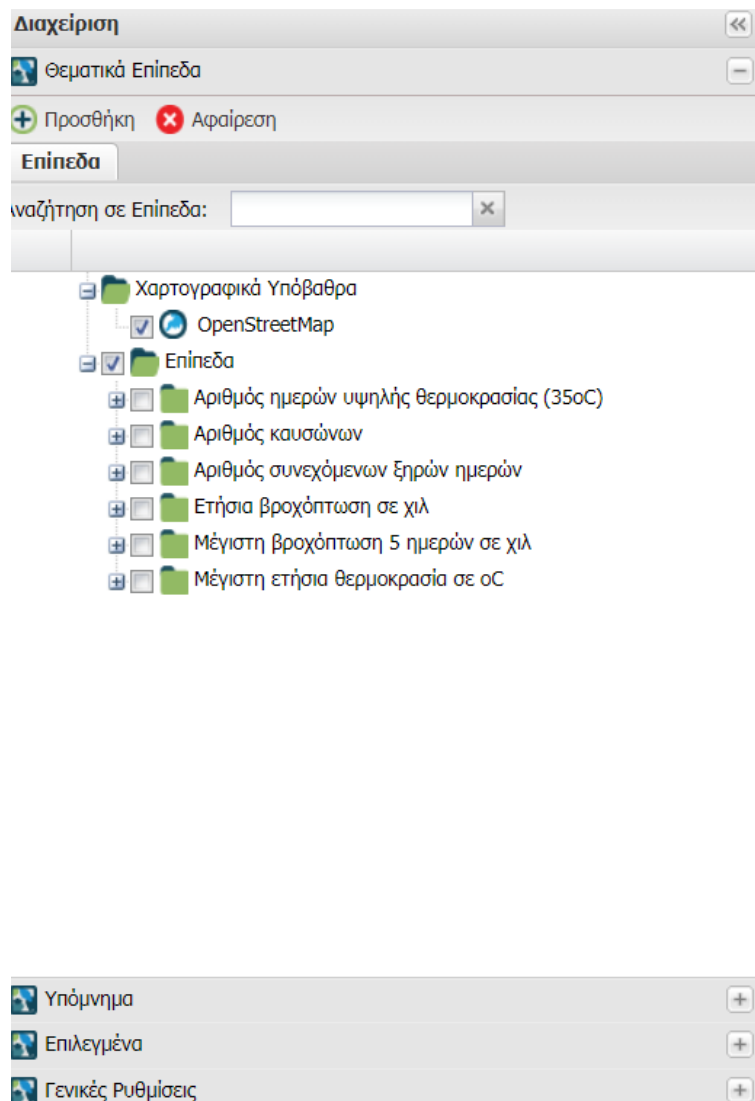 Διαχείριση
Θεματικά Επίπεδα
Προσθήκη Αφαίρεση
Επίπεδα
Αναζήτηση σε Επίπεδα:
Χαρτογραφικά Υπόβαθρα
OpenStreetMap
Επίπεδα
Αριθμός ημερών υψηλής θερμοκρασίας (35oC)
Αριθμός καυσώνων
Αριθμός συνεχόμενων ξηρών ημερών
Ετήσια βροχόπτωση σε χιλ
Μέγιστη βροχόπτωση 5 ημερών σε χιλ
Μέγιστη ετήσια θερμοκρασία σε oC
Υπόμνημα
Επιλεγμένα
Γενικές Ρυθμίσεις